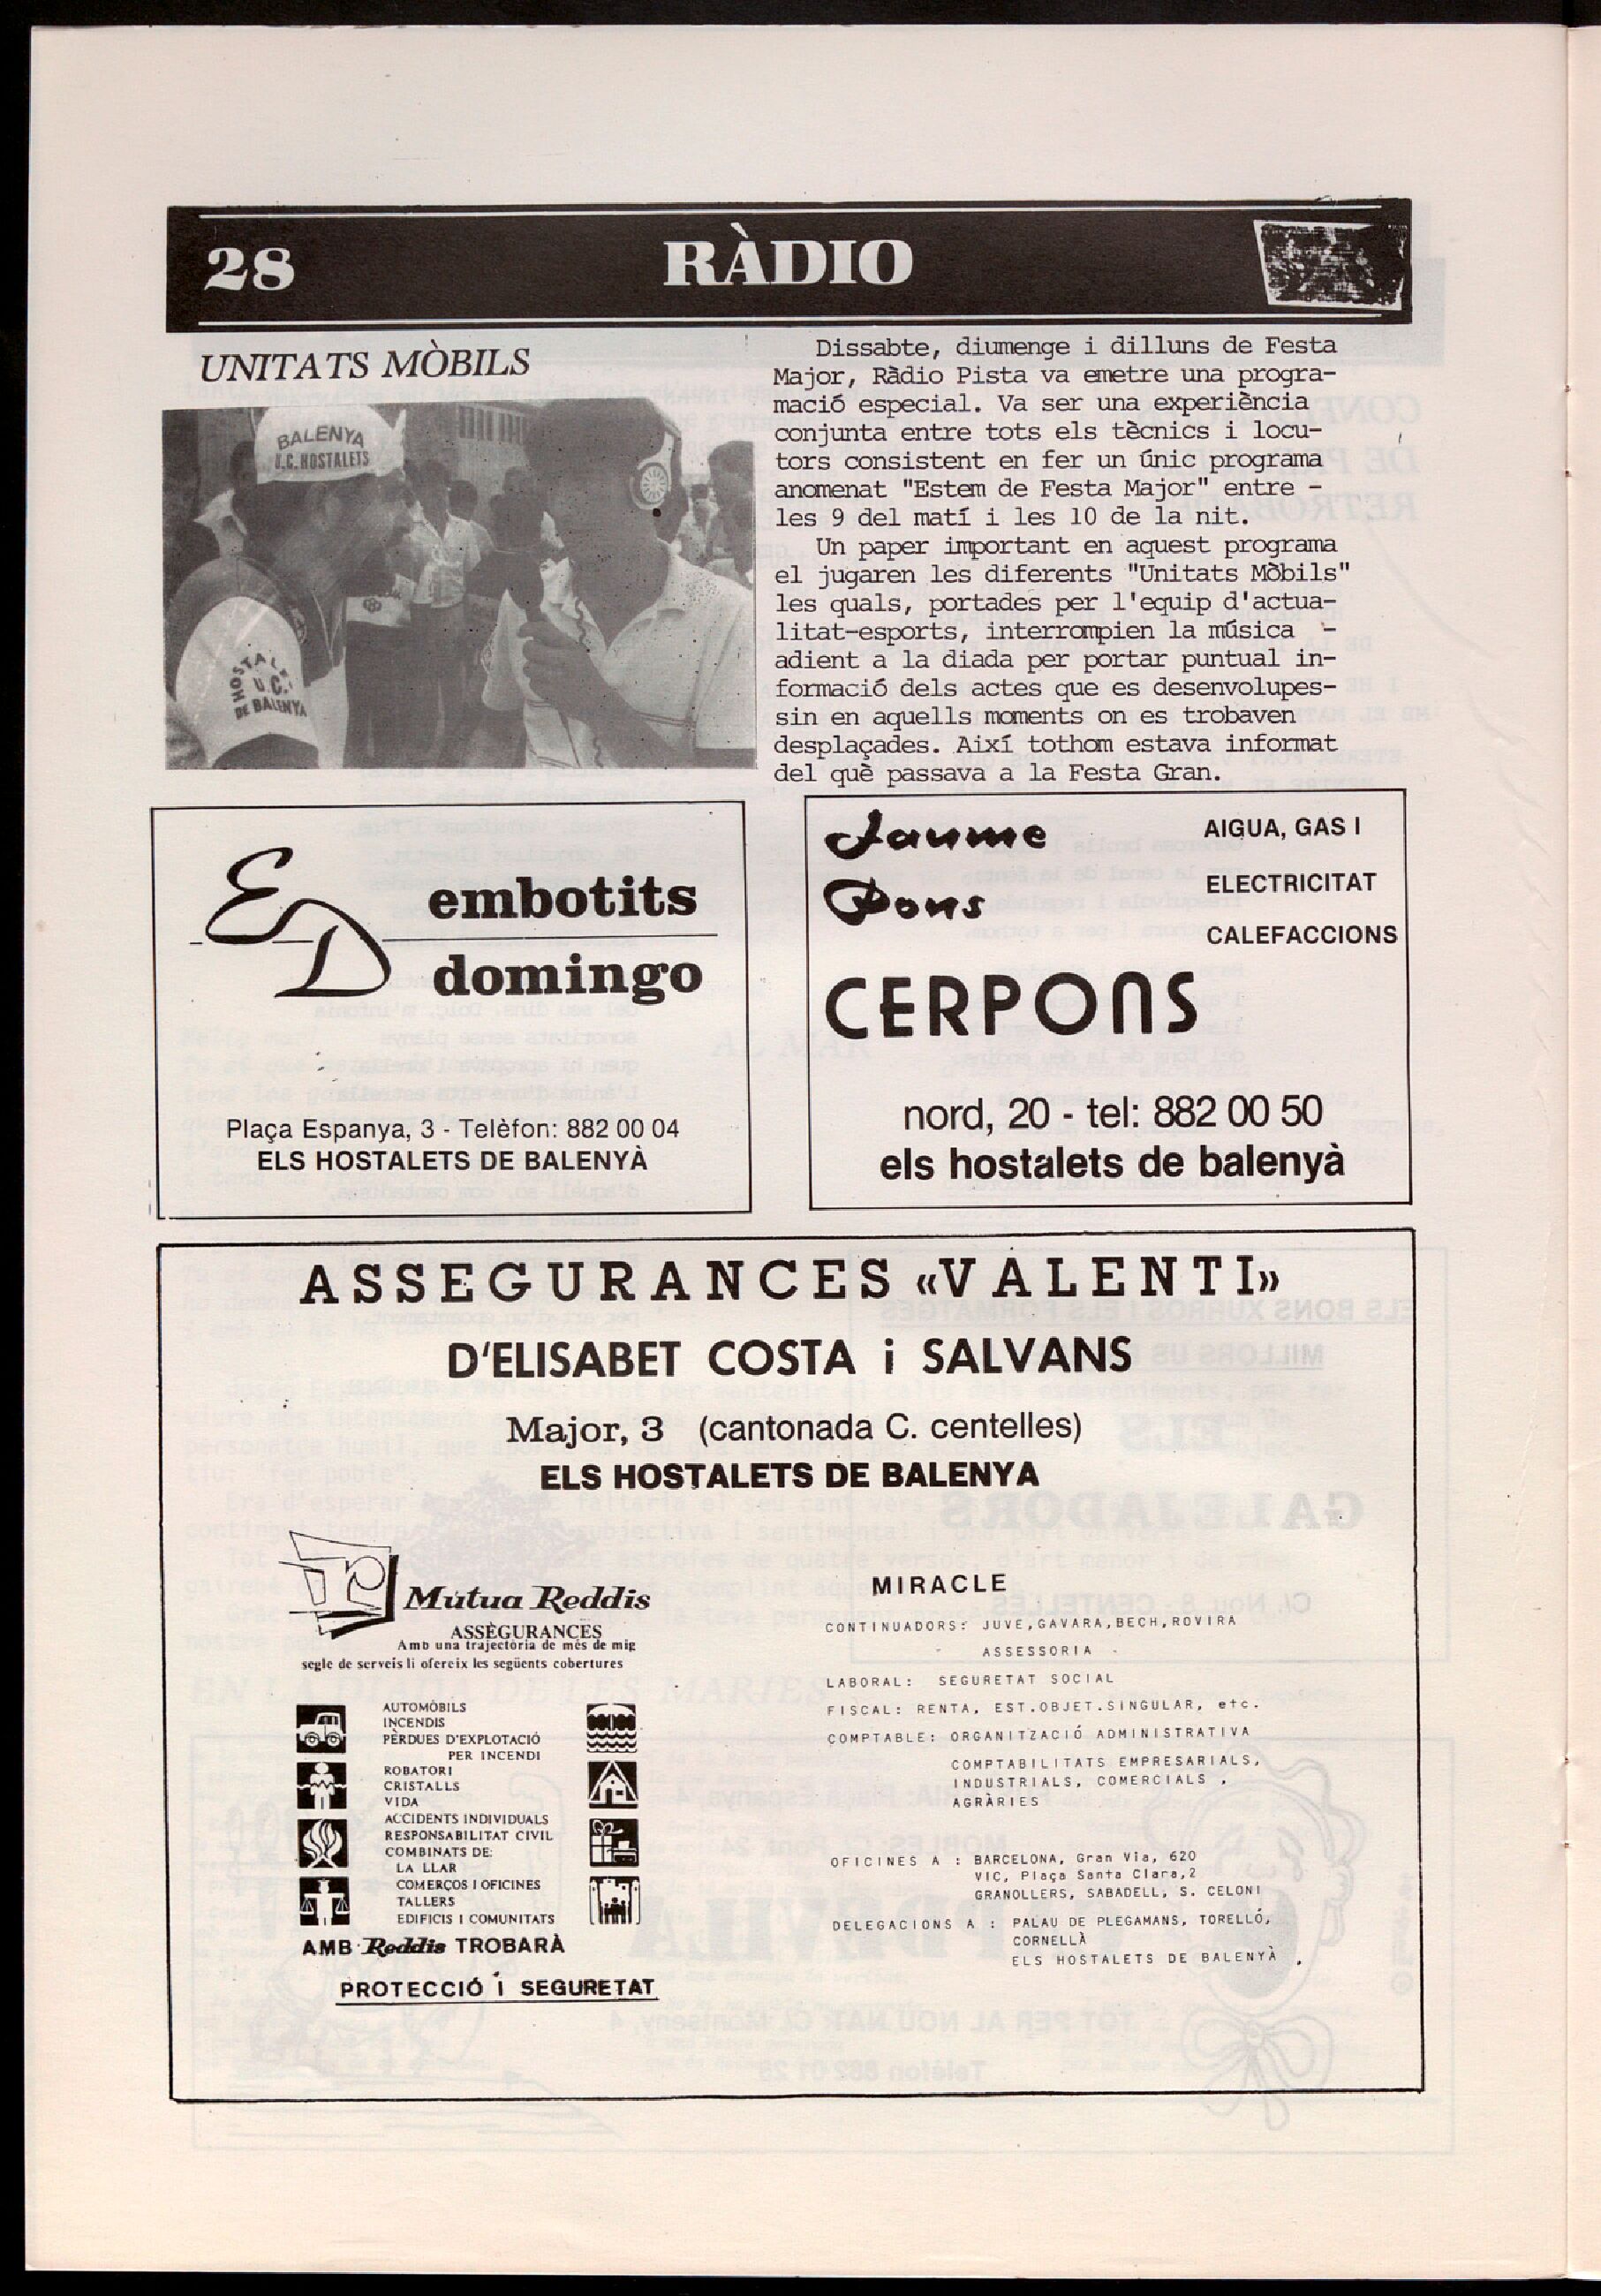 28
RÀDIO
UNITATS MÒBILS
BALENYA
U.C.HOSTALETS
HOSTALE
U.C.
DE BALENYA
Dissabte, diumenge i dilluns de Festa
Major, Ràdio Pista va emetre una progra-
mació especial. Va ser una experiència
conjunta entre tots els tècnics i locu-
tors consistent en fer un únic programa
anomenat "Estem de Festa Major" entre -
les 9 del matí i les 10 de la nit.
Un paper important en aquest programa
el jugaren les diferents "Unitats Mòbils"
les quals, portades per l'equip d'actua-
litat-esports, interrompien la música -
adient a la diada per portar puntual in-
formació dels actes que es desenvolupes-
sin en aquells moments on es trobaven
desplaçades. Així tothom estava informat
del què passava a la Festa Gran.
ED
embotits
domingo
Plaça Espanya, 3 - Telèfon: 882 00 04
ELS HOSTALETS DE BALENYÀ
Jaume
Pons
AIGUA, GAS I
ELECTRICITAT
CALEFACCIONS
CERPONS
nord, 20 - tel: 882 00 50
els hostalets de balenyà
ASSEGURANCES «VALENTI»
D'ELISABET COSTA i SALVANS
Major, 3 (cantonada C. centelles)
ELS HOSTALETS DE BALENYA
Mútua Reddis
ASSEGURANCES
Amb una trajectòria de més de mig
segle de serveis li ofereix les següents cobertures
AUTOMÒBILS
INCENDIS
PÈRDUES D'EXPLOTACIÓ
PER INCENDI
ROBATORI
CRISTALLS
VIDA
ACCIDENTS INDIVIDUALS
RESPONSABILITAT CIVIL
COMBINATS DE:
LA LLAR
COMERÇOS I OFICINES
TALLERS
EDIFICIS I COMUNITATS
AMB Reddis TROBARÀ
PROTECCIÓ i SEGURETAT
MIRACLE
CONTINUADORS: JUVE,GAVARA,BECH,ROVIRA
ASSESSORIA
LABORAL: SEGURETAT SOCIAL
FISCAL: RENTA, EST.OBJET.SINGULAR, etc.
COMPTABLE: ORGANITZACIÓ ADMINISTRATIVA
COMPTABILITATS EMPRESARIALS,
INDUSTRIALS, COMERCIALS ,
AGRÀRIES
OFICINES A : BARCELONA, Gran Via, 620
VIC, Plaça Santa Clara,2
GRANOLLERS, SABADELL, S. CELONI
DELEGACIONS A : PALAU DE PLEGAMANS, TORELLÓ,
CORNELLÀ
ELS HOSTALETS DE BALENYÀ .